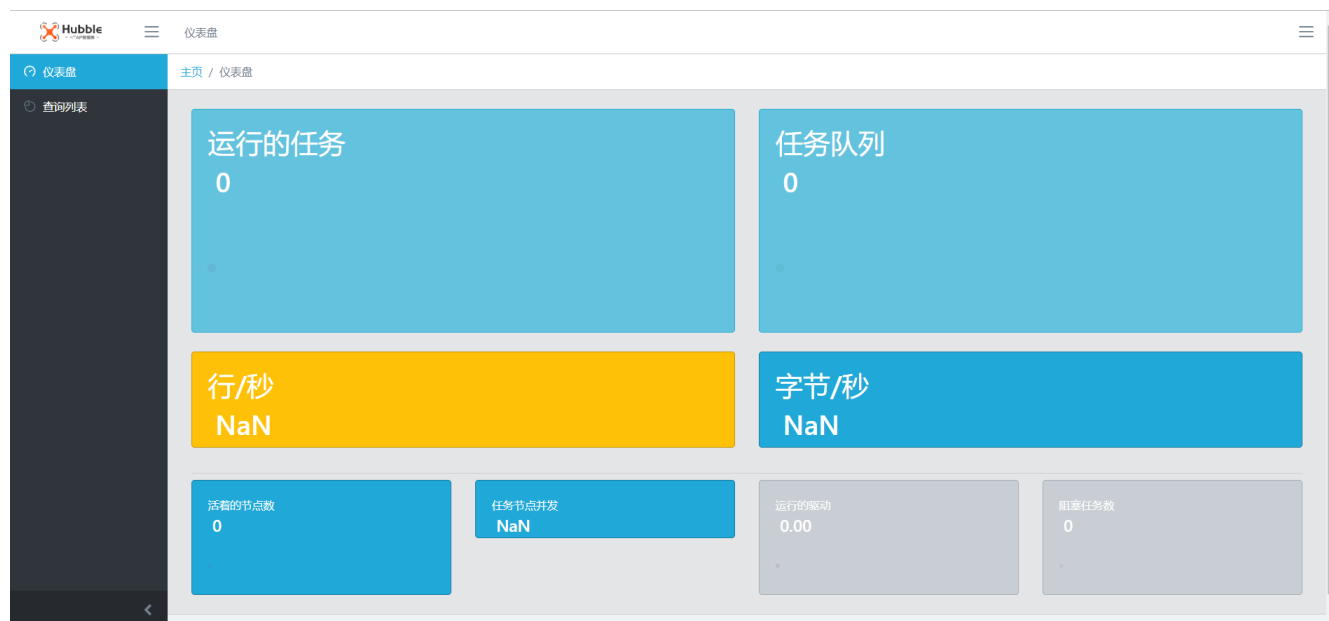 Hubble
仪表盘
仪表盘
主页 / 仪表盘
查询列表
运行的任务
0
任务队列
0
行/秒
NaN
字节/秒
NaN
活着的节点数
0
任务节点并发
NaN
运行的驱动
0.00
阻塞任务数
0